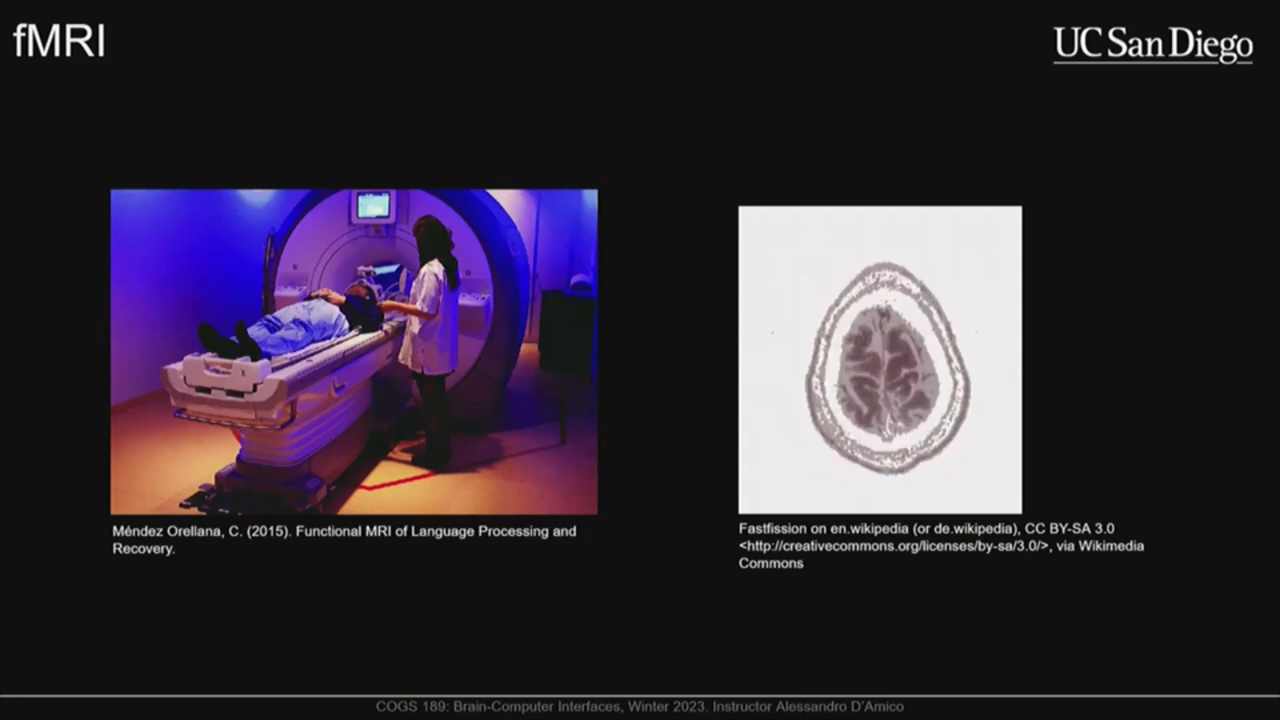 fMRI
UC San Diego
Méndez Orellana, C. (2015). Functional MRI of Language Processing and
Recovery.
Fastfission on en.wikipedia (or de.wikipedia), CC BY-SA 3.0
<http://creativecommons.org/licenses/by-sa/3.0/>, via Wikimedia
Commons
COGS 189: Brain-Computer Interfaces, Winter 2023. Instructor Alessandro D'Amico